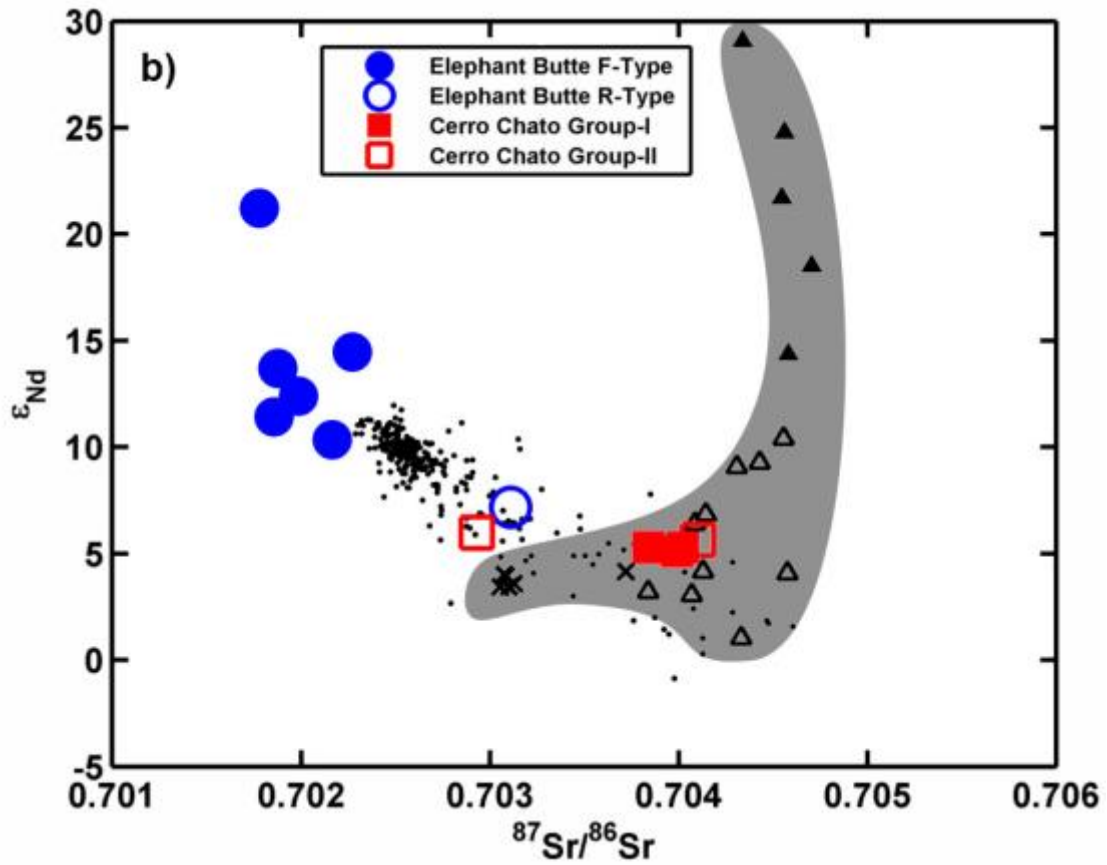 b)
Elephant Butte F-Type
Elephant Butte R-Type
Cerro Chato Group-I
Cerro Chato Group-II
30
25
20
15
10
5
0
-5
εNd
0.701 0.702 0.703 0.704 0.705 0.706
⁸⁷Sr/⁸⁶Sr